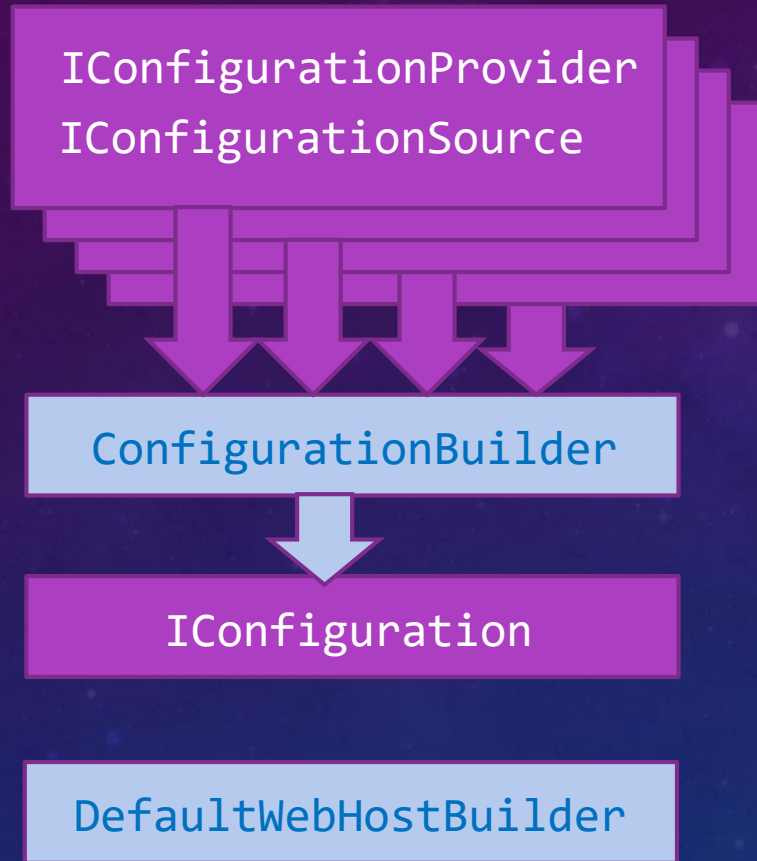 IConfigurationProvider
IConfigurationSource
ConfigurationBuilder
IConfiguration
DefaultWebHostBuilder